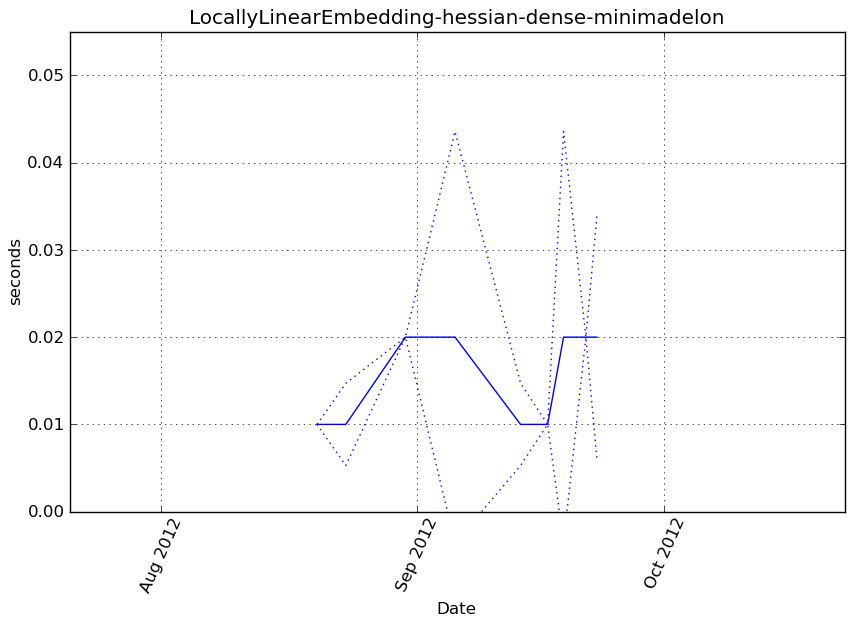 LocallyLinearEmbedding-hessian-dense-minimadelon
0.05
0.04
0.03
0.02
0.01
0.00
seconds
Aug 2012
Sep 2012
Oct 2012
Date